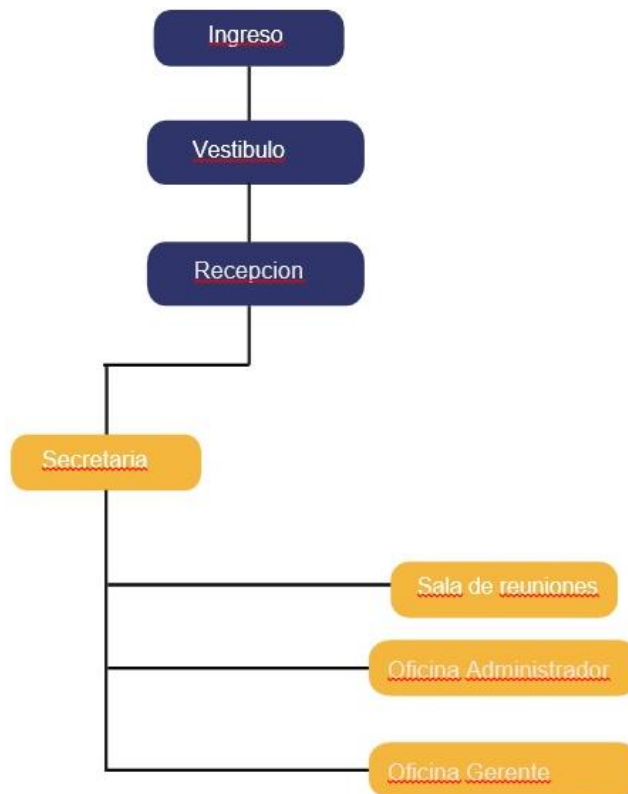 Ingreso
Vestibulo
Recepcion
Secretaria
Sala de reuniones
Oficina Administrador
Oficina Gerente